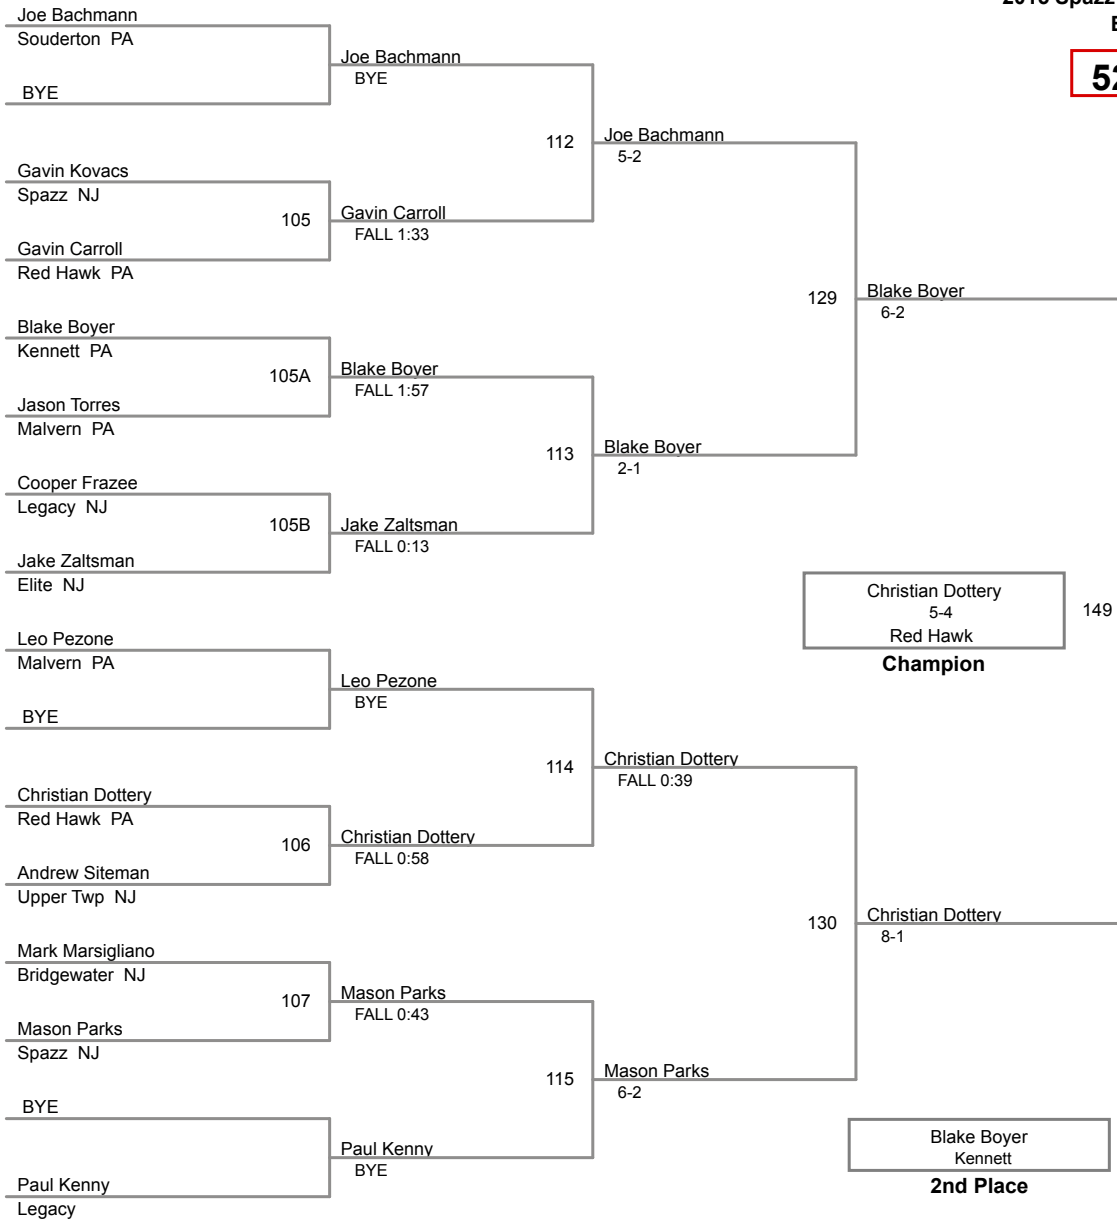 Joe Bachmann
Souderton PA
BYE
Gavin Kovacs
Spazz NJ
105
Gavin Carroll
Red Hawk PA
Blake Boyer
Kennett PA
105A
Jason Torres
Malvern PA
Cooper Frazee
Legacy NJ
105B
Jake Zaltsman
Elite NJ
Leo Pezone
Malvern PA
BYE
Christian Dottery
Red Hawk PA
106
Andrew Siteman
Upper Twp NJ
Mark Marsigliano
Bridgewater NJ
107
Mason Parks
Spazz NJ
BYE
Paul Kenny
Legacy
Joe Bachmann
BYE
112
Gavin Carroll
FALL 1:33
Blake Boyer
FALL 1:57
113
Jake Zaltsman
FALL 0:13
Leo Pezone
BYE
114
Christian Dottery
FALL 0:58
Mason Parks
FALL 0:43
115
Paul Kenny
BYE
Joe Bachmann
5-2
129
Blake Boyer
2-1
Christian Dottery
FALL 0:39
130
Mason Parks
6-2
Blake Boyer
6-2
Christian Dottery
5-4
Red Hawk
149
Champion
Christian Dottery
8-1
Blake Boyer
Kennett
2nd Place
Spazz
52